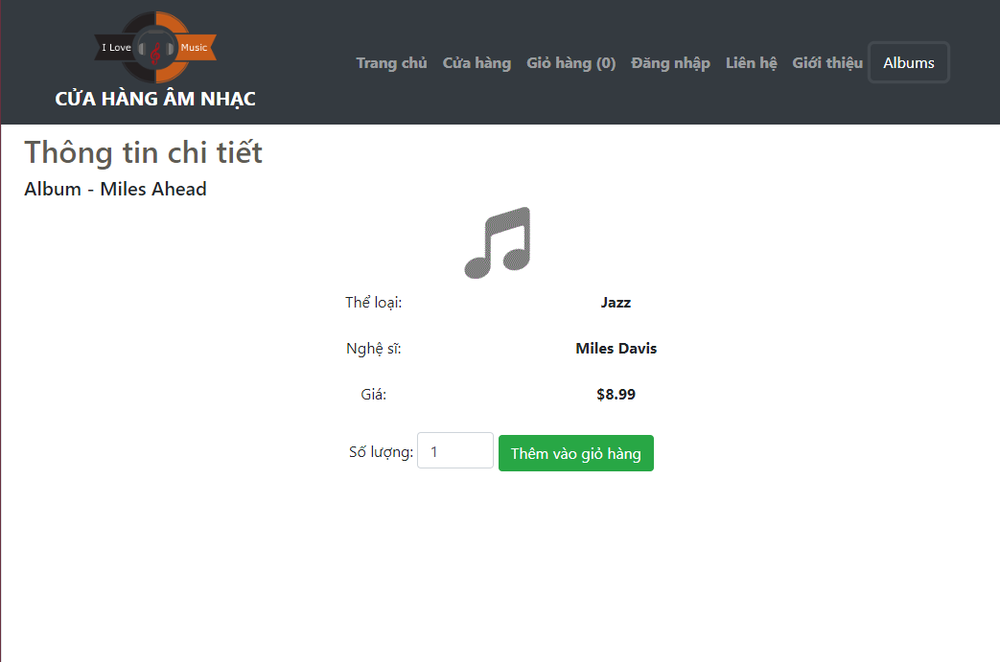 I Love Music
CỬA HÀNG ÂM NHẠC
Trang chủ Cửa hàng Giỏ hàng (0) Đăng nhập Liên hệ Giới thiệu Albums
Thông tin chi tiết
Album - Miles Ahead
Thể loại: Jazz
Nghệ sĩ: Miles Davis
Giá: $8.99
Số lượng: 1 Thêm vào giỏ hàng